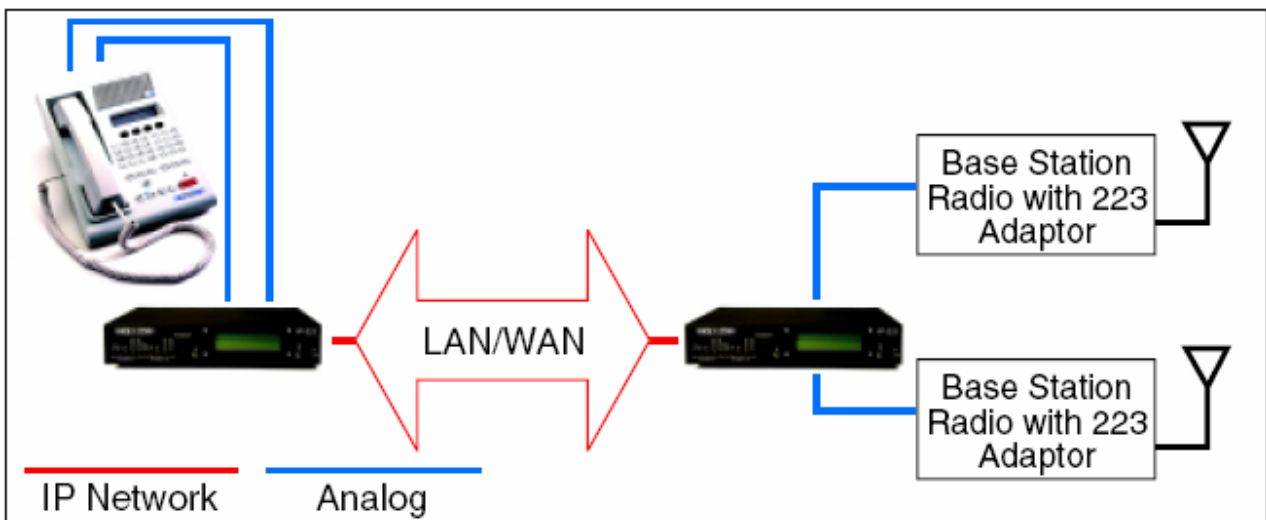 Base Station
Radio with 223
Adaptor
LAN/WAN
Base Station
Radio with 223
Adaptor
IP Network
Analog